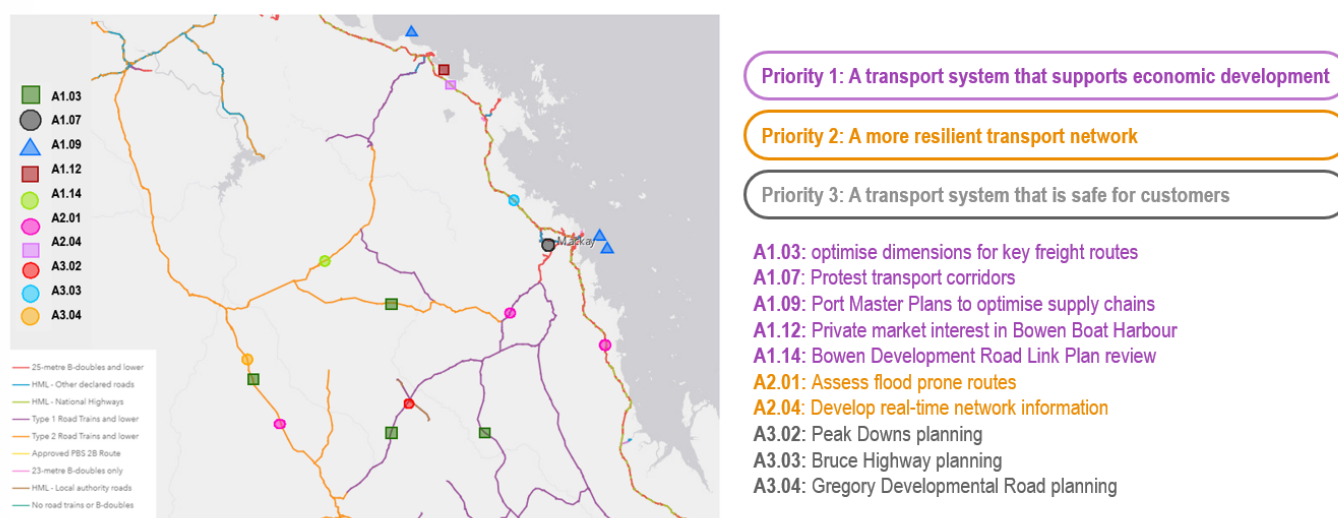 A1.03
A1.07
A1.09
A1.12
A1.14
A2.01
A2.04
A3.02
A3.03
A3.04
25-metre B-doubles and lower
HML - Other declared roads
HML - National Highways
Type 1 Road Trains and lower
Type 2 Road Trains and lower
Approved PBS 2B Route
23-metre B-doubles only
HML - Local authority roads
No road trains or B-doubles
Mackay
Priority 1: A transport system that supports economic development
Priority 2: A more resilient transport network
Priority 3: A transport system that is safe for customers
A1.03: optimise dimensions for key freight routes
A1.07: Protest transport corridors
A1.09: Port Master Plans to optimise supply chains
A1.12: Private market interest in Bowen Boat Harbour
A1.14: Bowen Development Road Link Plan review
A2.01: Assess flood prone routes
A2.04: Develop real-time network information
A3.02: Peak Downs planning
A3.03: Bruce Highway planning
A3.04: Gregory Developmental Road planning